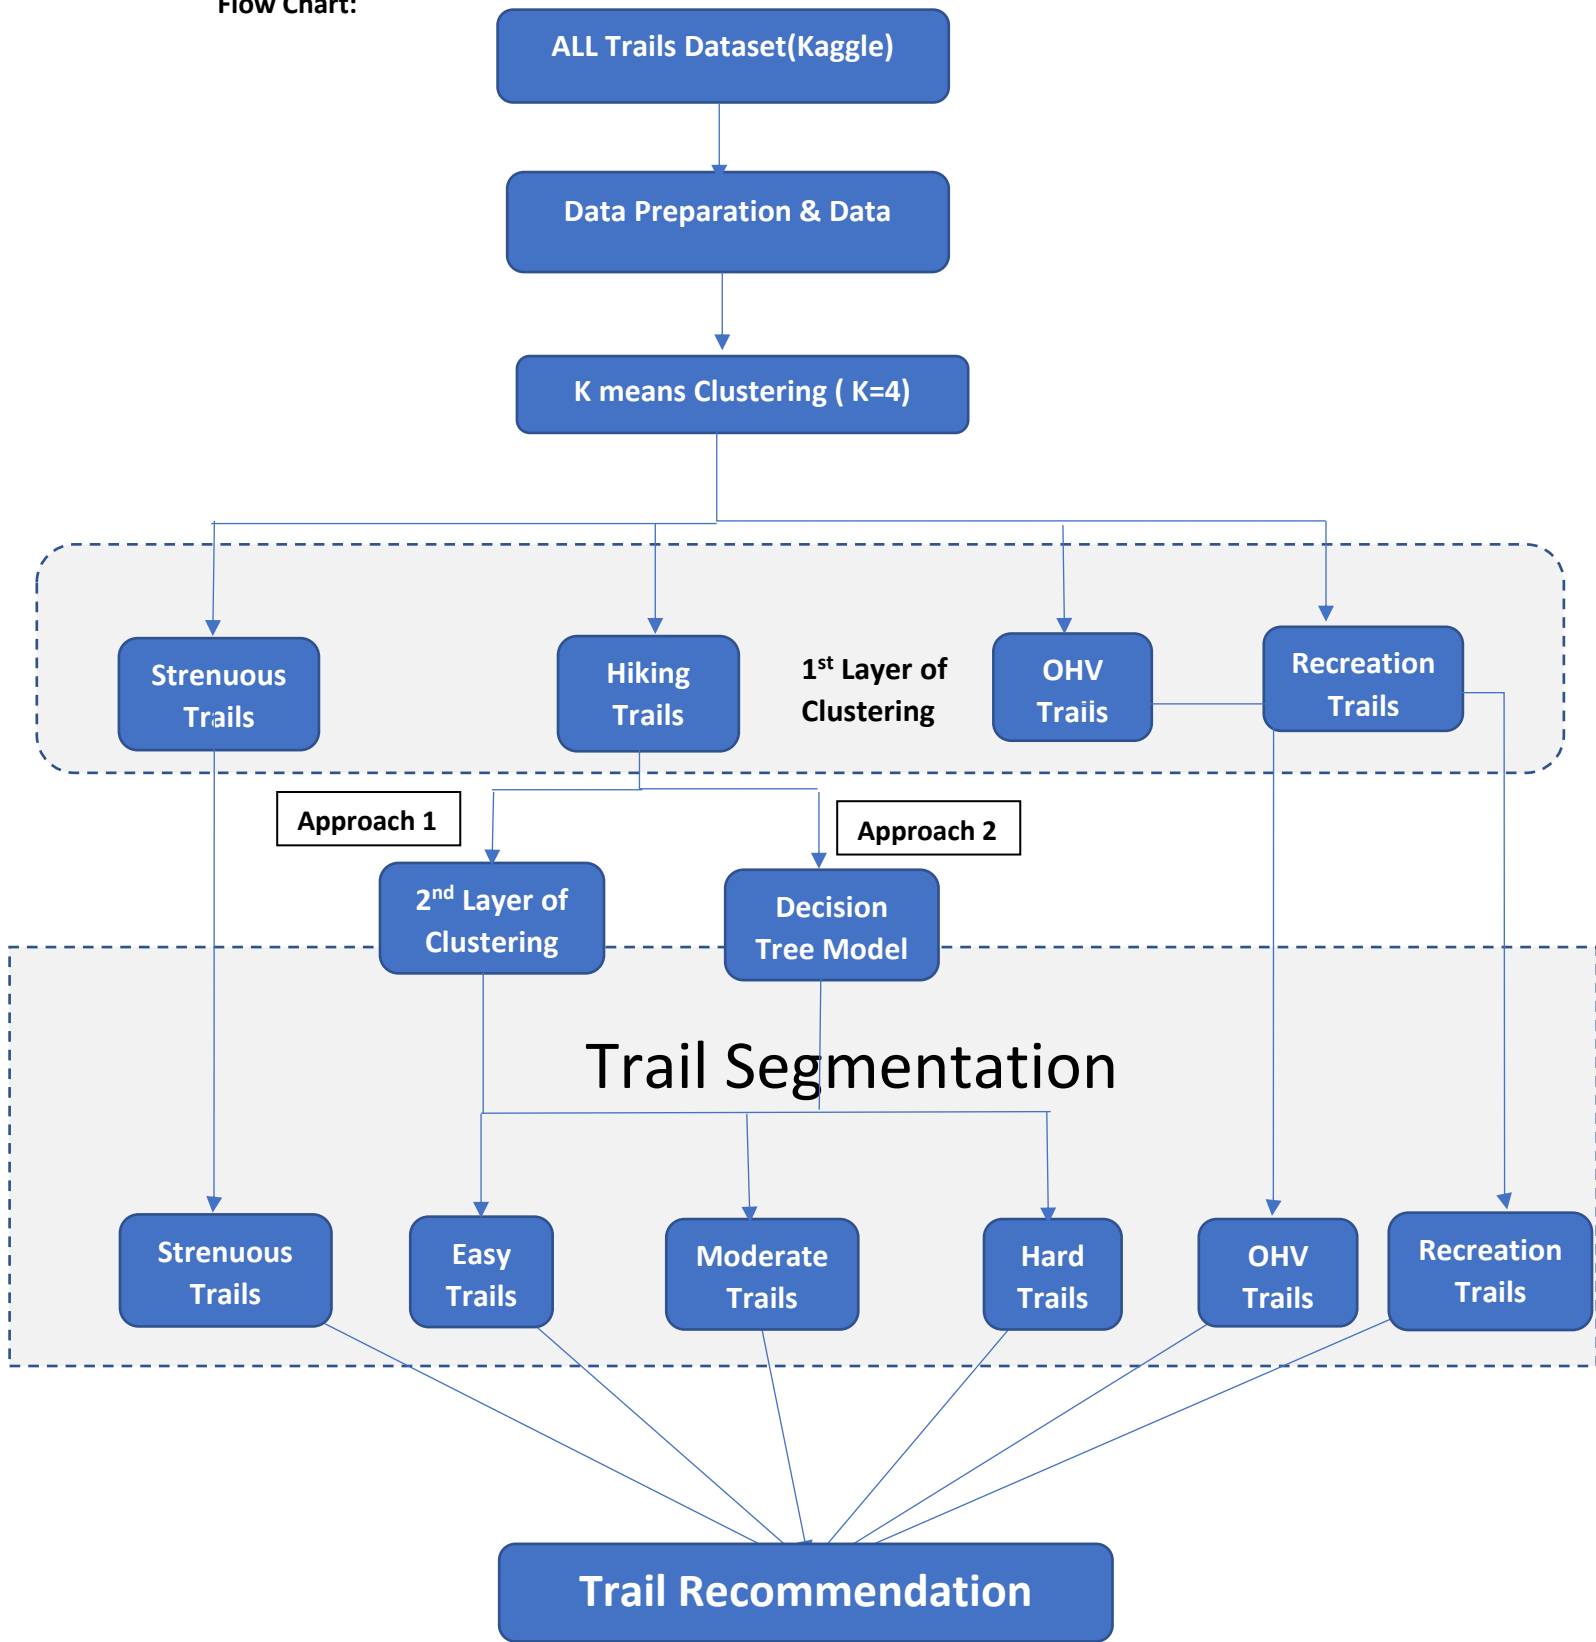 Flow Chart:
ALL Trails Dataset(Kaggle)
Data Preparation & Data
K means Clustering ( K=4)
Strenuous
Trails
Hiking
Trails
1st Layer of
Clustering
OHV
Trails
Recreation
Trails
Approach 1
Approach 2
2nd Layer of
Clustering
Decision
Tree Model
Trail Segmentation
Strenuous
Trails
Easy
Trails
Moderate
Trails
Hard
Trails
OHV
Trails
Recreation
Trails
Trail Recommendation